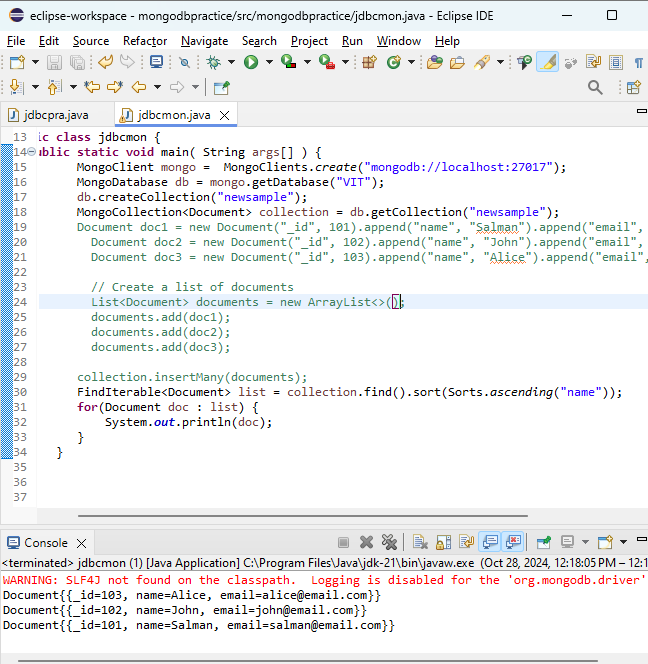 eclipse-workspace - mongodbpractice/src/mongodbpractice/jdbcmon.java - Eclipse IDE
File Edit Source Refactor Navigate Search Project Run Window Help
jdbcpra.java jdbcmon.java
13 ic class jdbcmon {
14 ublic static void main( String args[] ) {
15 MongoClient mongo = MongoClients.create("mongodb://localhost:27017");
16 MongoDatabase db = mongo.getDatabase("VIT");
17 db.createCollection("newsample");
18 MongoCollection<Document> collection = db.getCollection("newsample");
19 Document doc1 = new Document("_id", 101).append("name", "Salman").append("email",
20 Document doc2 = new Document("_id", 102).append("name", "John").append("email",
21 Document doc3 = new Document("_id", 103).append("name", "Alice").append("email",
22
23 // Create a list of documents
24 List<Document> documents = new ArrayList<>();
25 documents.add(doc1);
26 documents.add(doc2);
27 documents.add(doc3);
28
29 collection.insertMany(documents);
30 FindIterable<Document> list = collection.find().sort(Sorts.ascending("name"));
31 for(Document doc : list) {
32 System.out.println(doc);
33 }
34 }
35
36
37
Console
<terminated> jdbcmon (1) [Java Application] C:\Program Files\Java\jdk-21\bin\javaw.exe (Oct 28, 2024, 12:18:05 PM – 12:1
WARNING: SLF4J not found on the classpath. Logging is disabled for the 'org.mongodb.driver'
Document{{_id=103, name=Alice, email=alice@email.com}}
Document{{_id=102, name=John, email=john@email.com}}
Document{{_id=101, name=Salman, email=salman@email.com}}